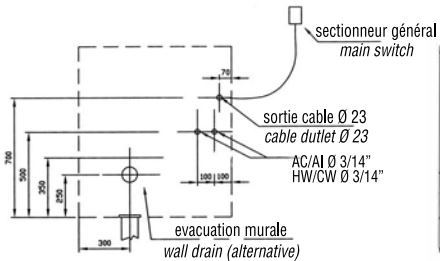 sectionneur général
main switch
70
sortie cable Ø 23
cable dutlet Ø 23
AC/AI Ø 3/14”
HW/CW Ø 3/14”
700
500
350
250
100
100
300
evacuation murale
wall drain (alternative)